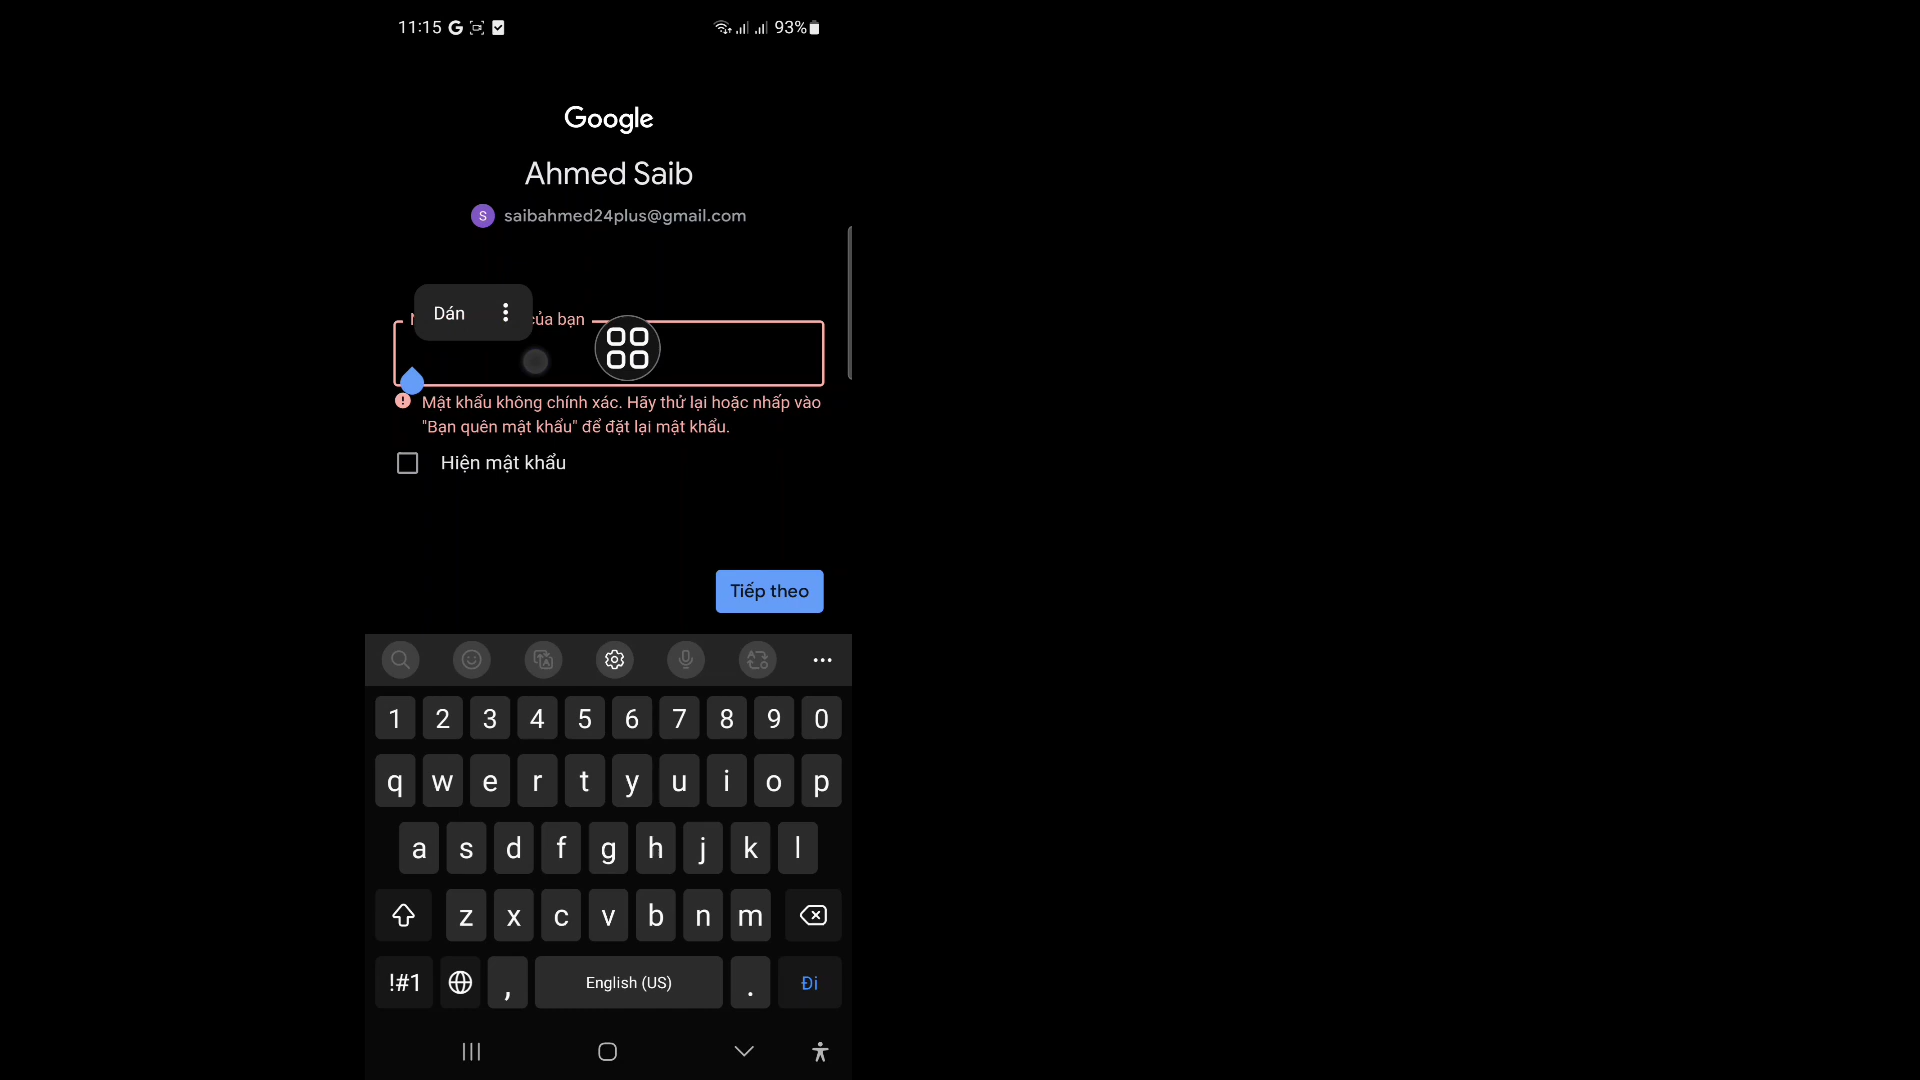 11:15
93%
Google
Ahmed Saib
S saibahmed24plus@gmail.com
Dán
của bạn
Mật khẩu không chính xác. Hãy thử lại hoặc nhấp vào
"Bạn quên mật khẩu" để đặt lại mật khẩu.
Hiện mật khẩu
Tiếp theo
1 2 3 4 5 6 7 8 9 0
q w e r t y u i o p
a s d f g h j k l
z x c v b n m
!#1 , English (US) . Đi